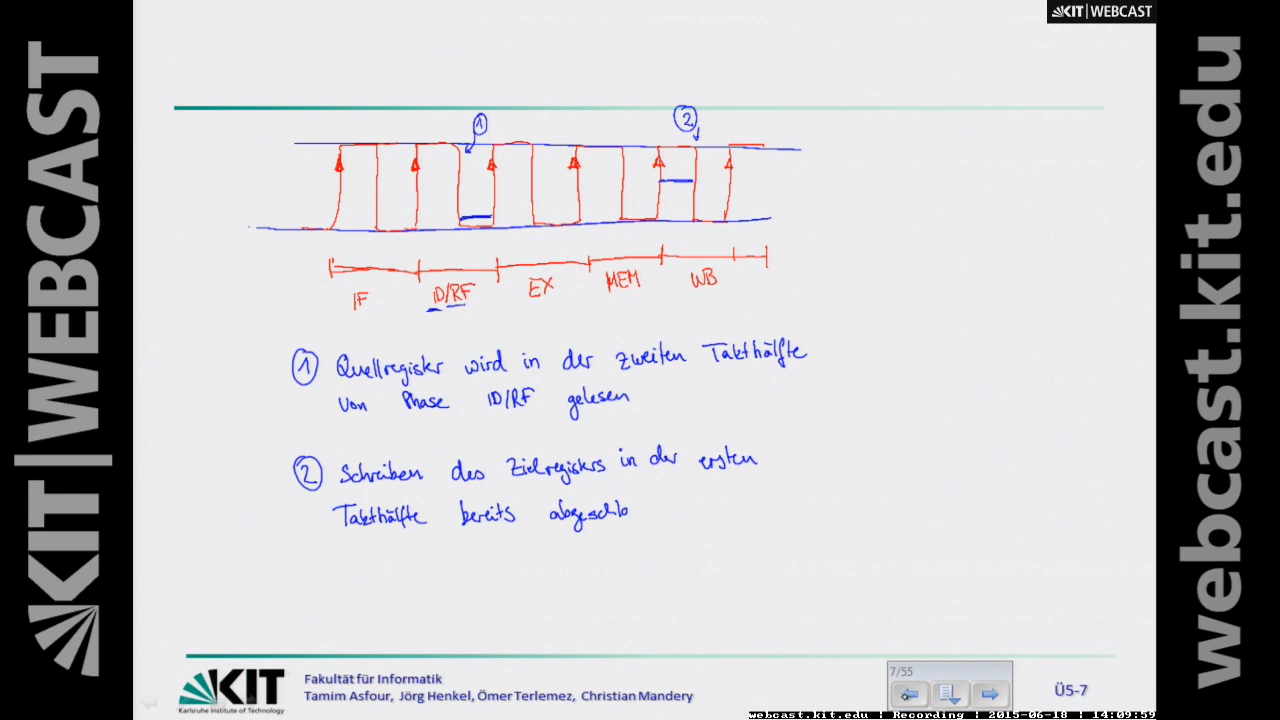 KIT|WEBCAST
KIT|WEBCAST
webcast.kit.edu
1
2
IF
ID/RF
EX
MEM
WB
1 Quellregister wird in der zweiten Takthälfte
von Phase ID/RF gelesen
2 Schreiben des Zielregisters in der ersten
Takthälfte bereits abgeschlo
KIT
Karlsruhe Institute of Technology
Fakultät für Informatik
Tamim Asfour, Jörg Henkel, Ömer Terlemez, Christian Mandery
7/55
Ü5-7
webcast.kit.edu | Recording | 2015-06-18 | 14:09:59